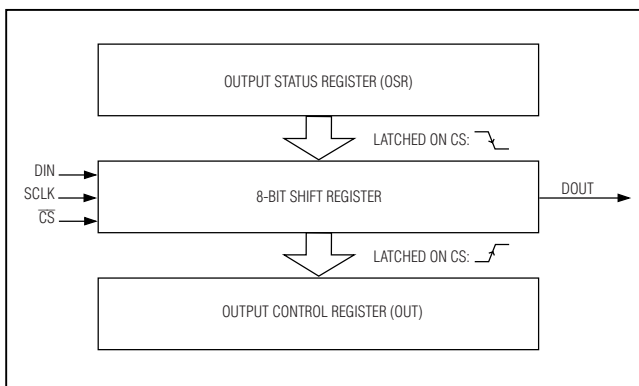 OUTPUT STATUS REGISTER (OSR)
LATCHED ON CS:
DIN
SCLK
C̅S̅
8-BIT SHIFT REGISTER
DOUT
LATCHED ON CS:
OUTPUT CONTROL REGISTER (OUT)